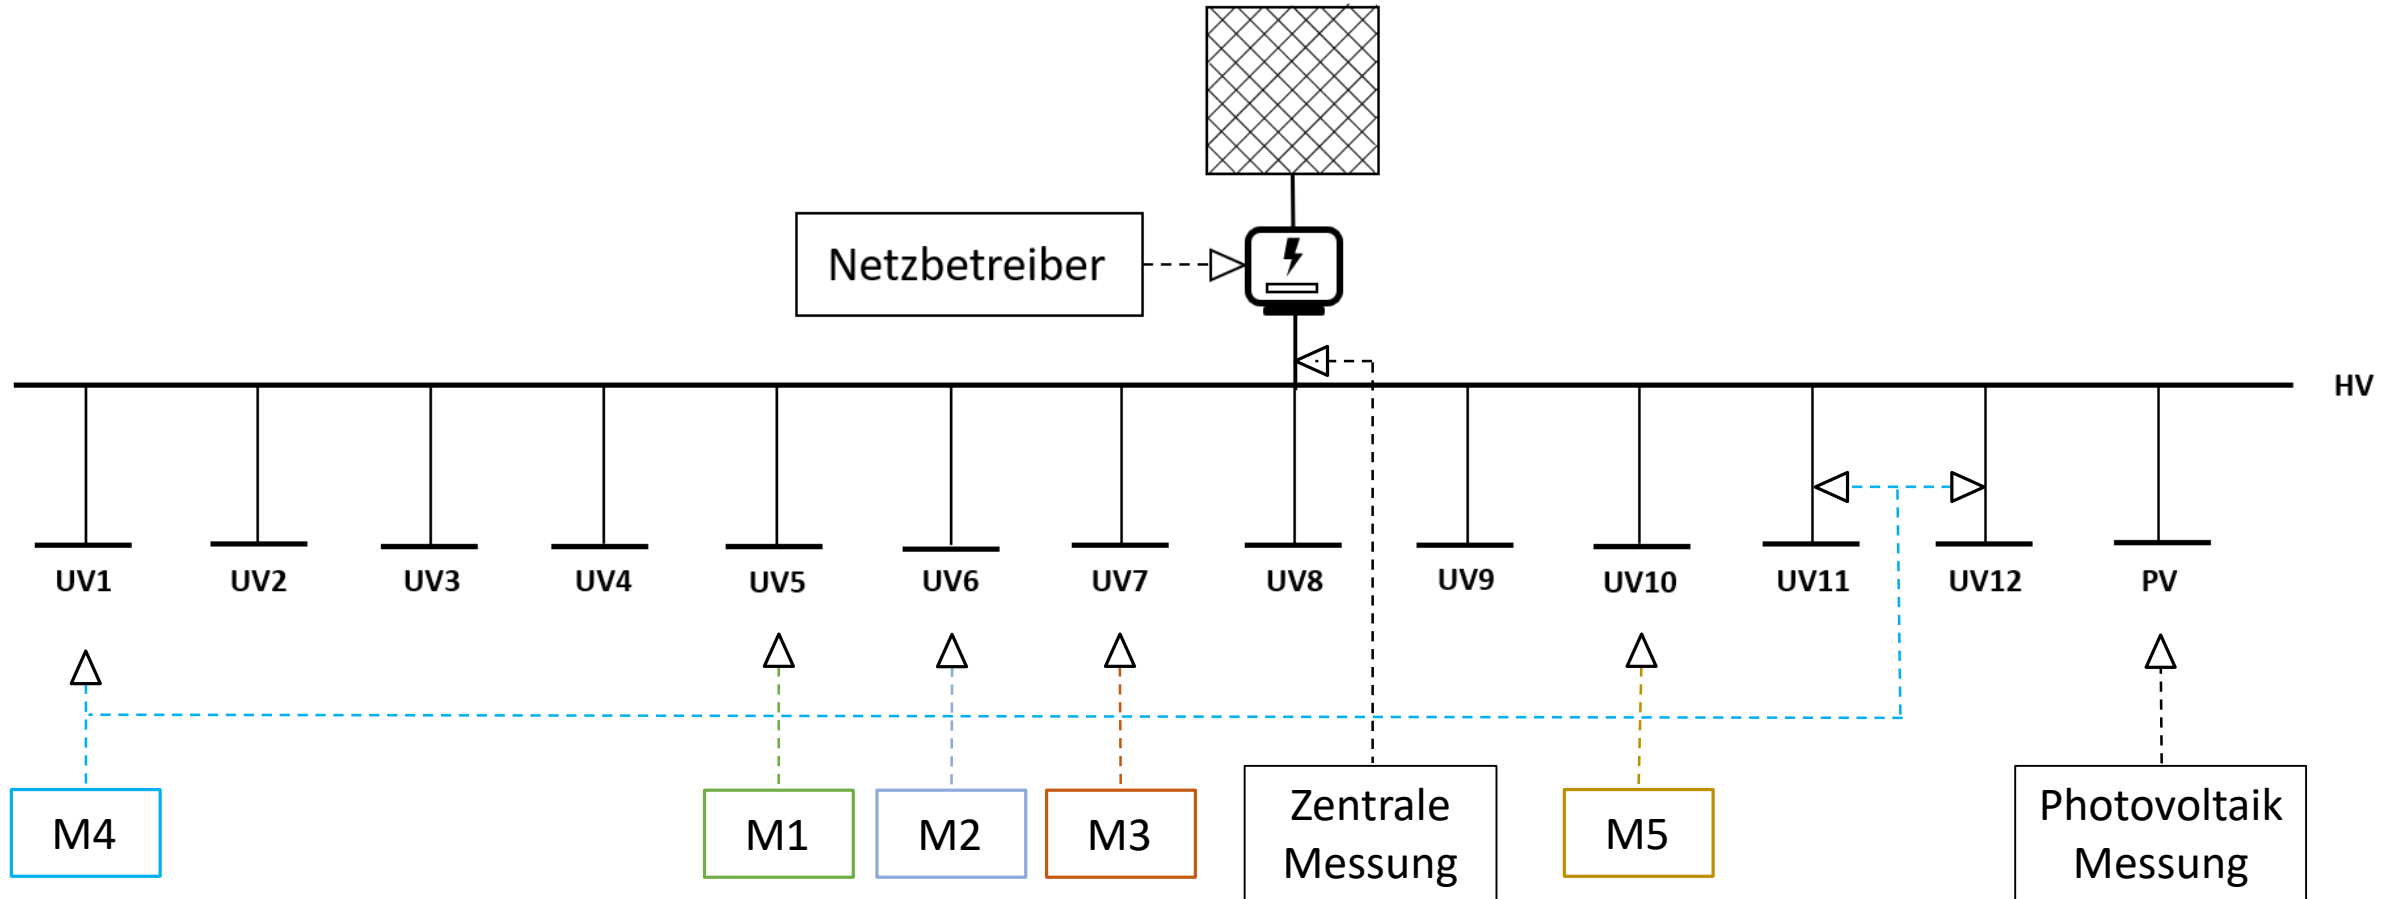 Netzbetreiber
HV
UV1
UV2
UV3
UV4
UV5
UV6
UV7
UV8
UV9
UV10
UV11
UV12
PV
M4
M1
M2
M3
Zentrale
Messung
M5
Photovoltaik
Messung